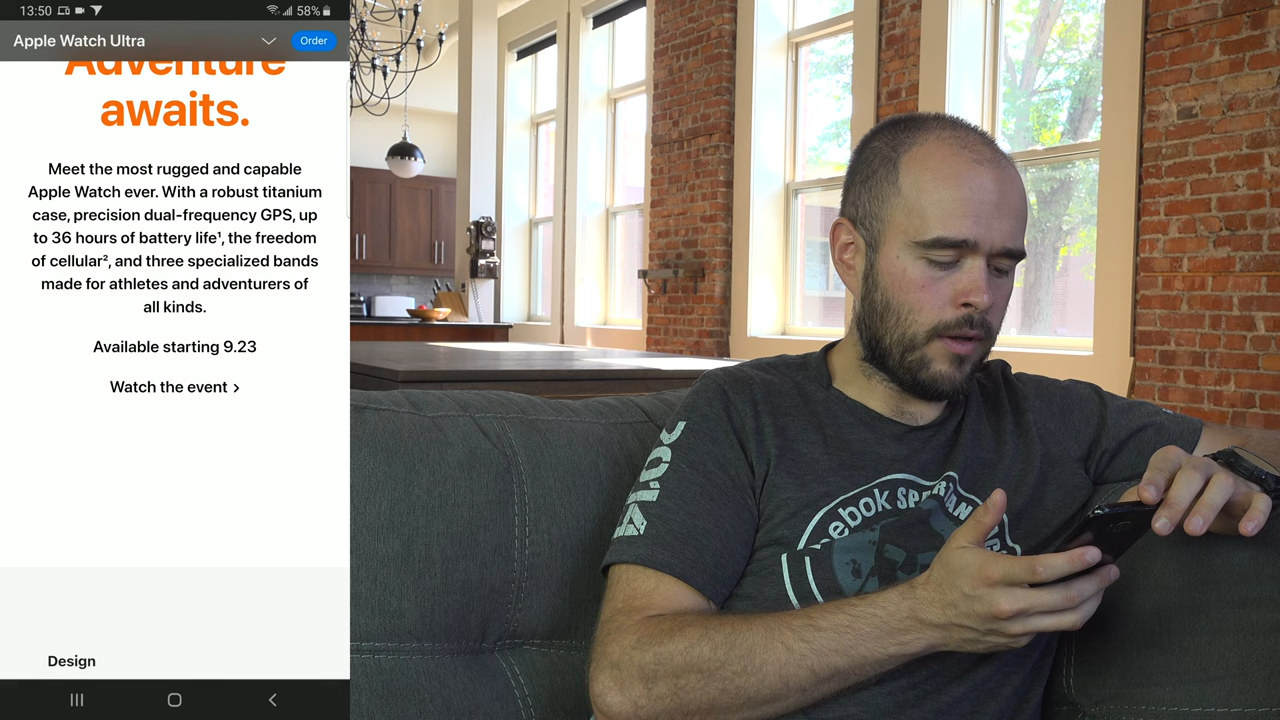 13:50
58%
Apple Watch Ultra
Order
Adventure
awaits.
Meet the most rugged and capable
Apple Watch ever. With a robust titanium
case, precision dual-frequency GPS, up
to 36 hours of battery life¹, the freedom
of cellular², and three specialized bands
made for athletes and adventurers of
all kinds.
Available starting 9.23
Watch the event >
Design
2014